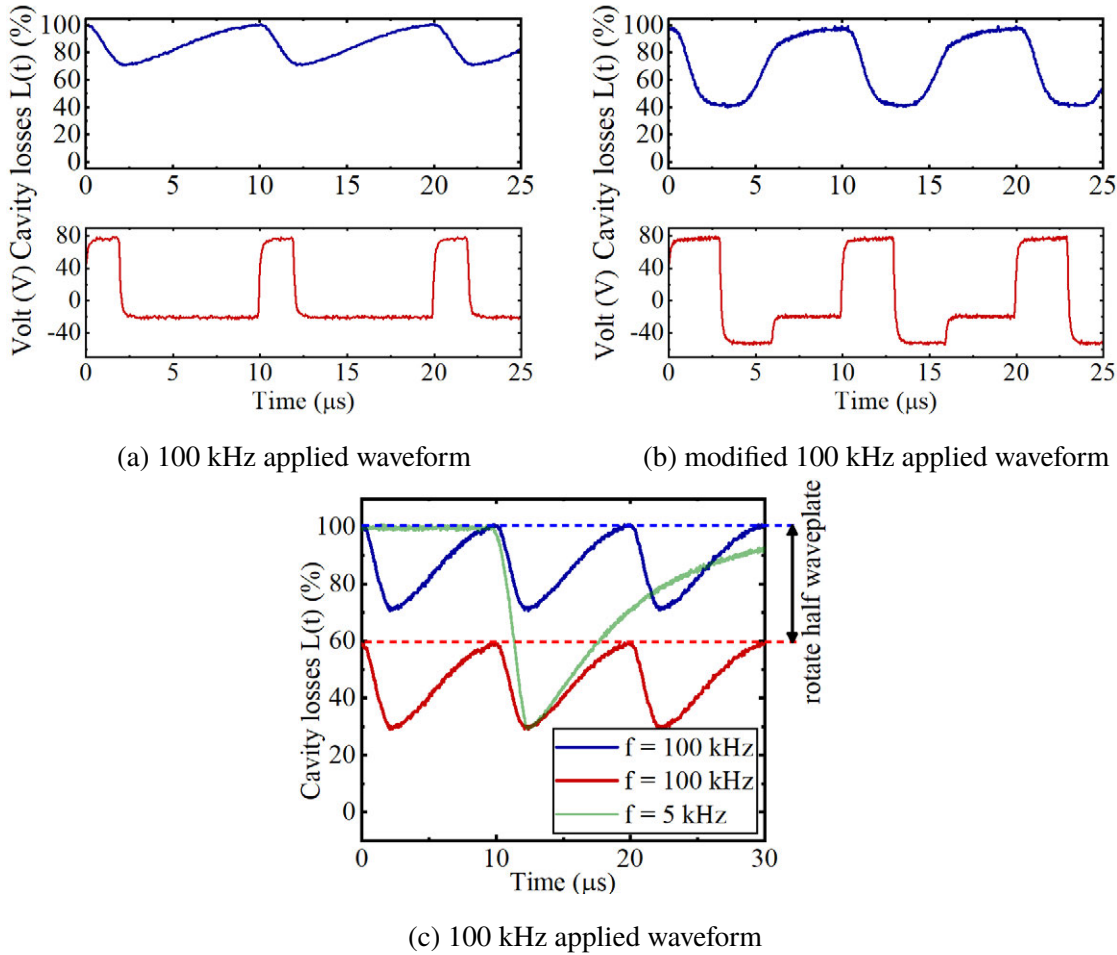 Cavity losses L(t) (%)
100
80
60
40
20
0
0 5 10 15 20 25
Volt (V)
80
40
0
-40
0 5 10 15 20 25
Time (μs)
(a) 100 kHz applied waveform
Cavity losses L(t) (%)
100
80
60
40
20
0
0 5 10 15 20 25
Volt (V)
80
40
0
-40
0 5 10 15 20 25
Time (μs)
(b) modified 100 kHz applied waveform
Cavity losses L(t) (%)
100
80
60
40
20
0
rotate half waveplate
f = 100 kHz
f = 100 kHz
f = 5 kHz
0 10 20 30
Time (μs)
(c) 100 kHz applied waveform